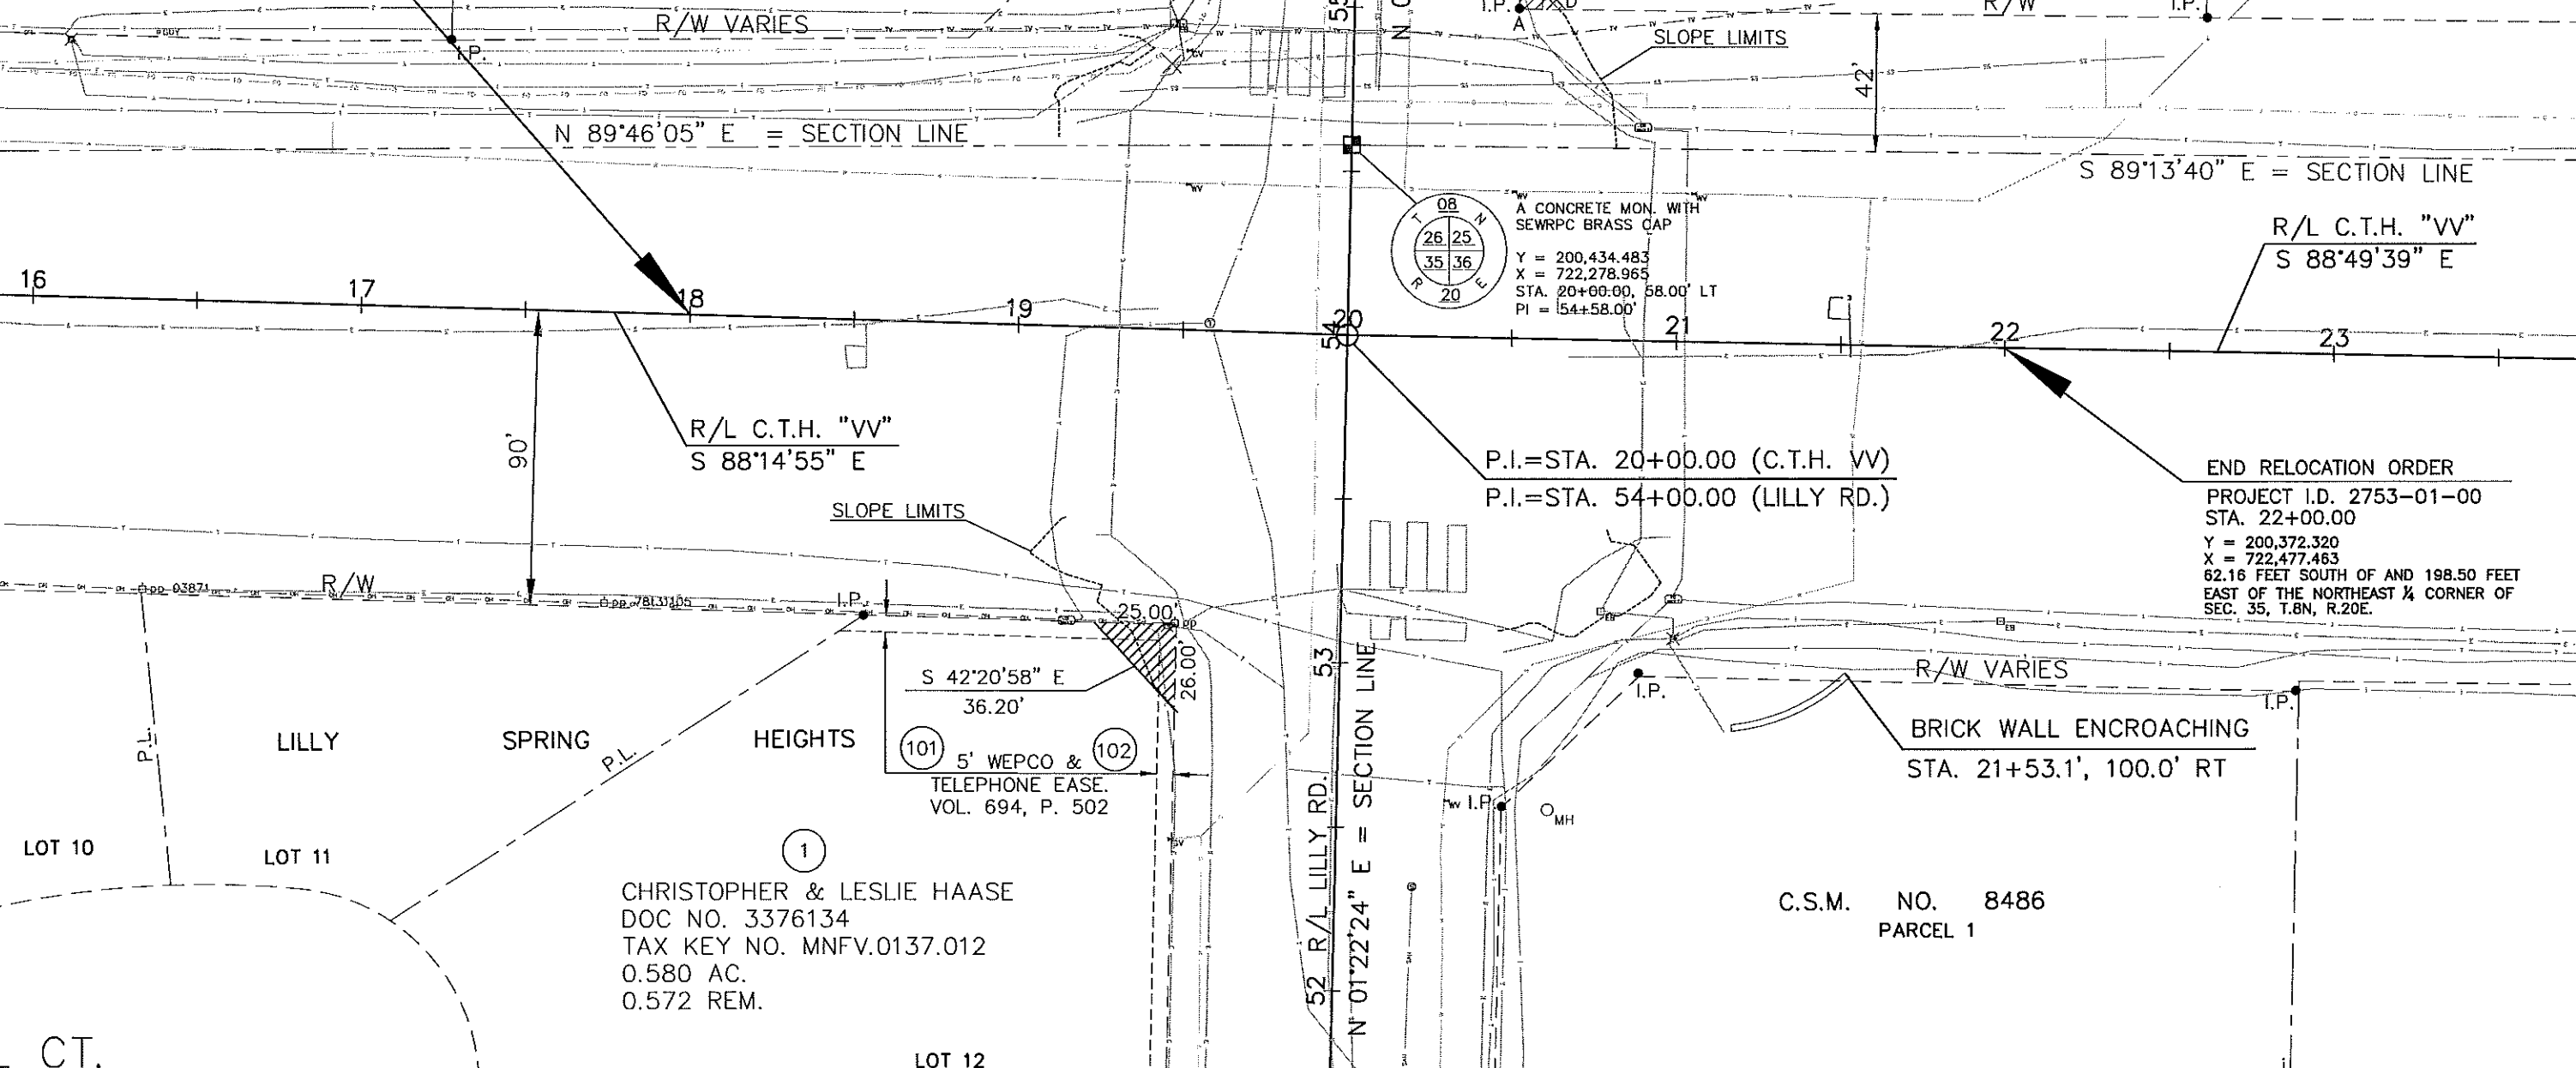 R/W VARIES
I.P.
I.P.
A
SLOPE LIMITS
R/W
I.P.
55
42'
N 89°46'05" E = SECTION LINE
S 89°13'40" E = SECTION LINE
T 08 N
26 25
35 36
R 20 E
A CONCRETE MON. WITH
SEWRPC BRASS CAP
Y = 200,434.483
X = 722,278.965
STA. 20+00.00, 58.00' LT
PI = 54+58.00'
R/L C.T.H. "VV"
S 88°49'39" E
16
17
18
19
20
21
22
23
54
R/L C.T.H. "VV"
S 88°14'55" E
90'
P.I.=STA. 20+00.00 (C.T.H. VV)
P.I.=STA. 54+00.00 (LILLY RD.)
END RELOCATION ORDER
PROJECT I.D. 2753-01-00
STA. 22+00.00
Y = 200,372.320
X = 722,477.463
62.16 FEET SOUTH OF AND 198.50 FEET
EAST OF THE NORTHEAST ¼ CORNER OF
SEC. 35, T.8N, R.20E.
SLOPE LIMITS
pp 03871
R/W
I.P.
25.00'
pp
26.00'
S 42°20'58" E
36.20'
53
R/W VARIES
I.P.
I.P.
BRICK WALL ENCROACHING
STA. 21+53.1', 100.0' RT
LILLY SPRING HEIGHTS
P.L.
P.L.
101
102
5' WEPCO &
TELEPHONE EASE.
VOL. 694, P. 502
WV I.P.
MH
LOT 10
LOT 11
1
CHRISTOPHER & LESLIE HAASE
DOC NO. 3376134
TAX KEY NO. MNFV.0137.012
0.580 AC.
0.572 REM.
52 R/L LILLY RD.
N 01°22'24" E = SECTION LINE
C.S.M. NO. 8486
PARCEL 1
CT.
LOT 12